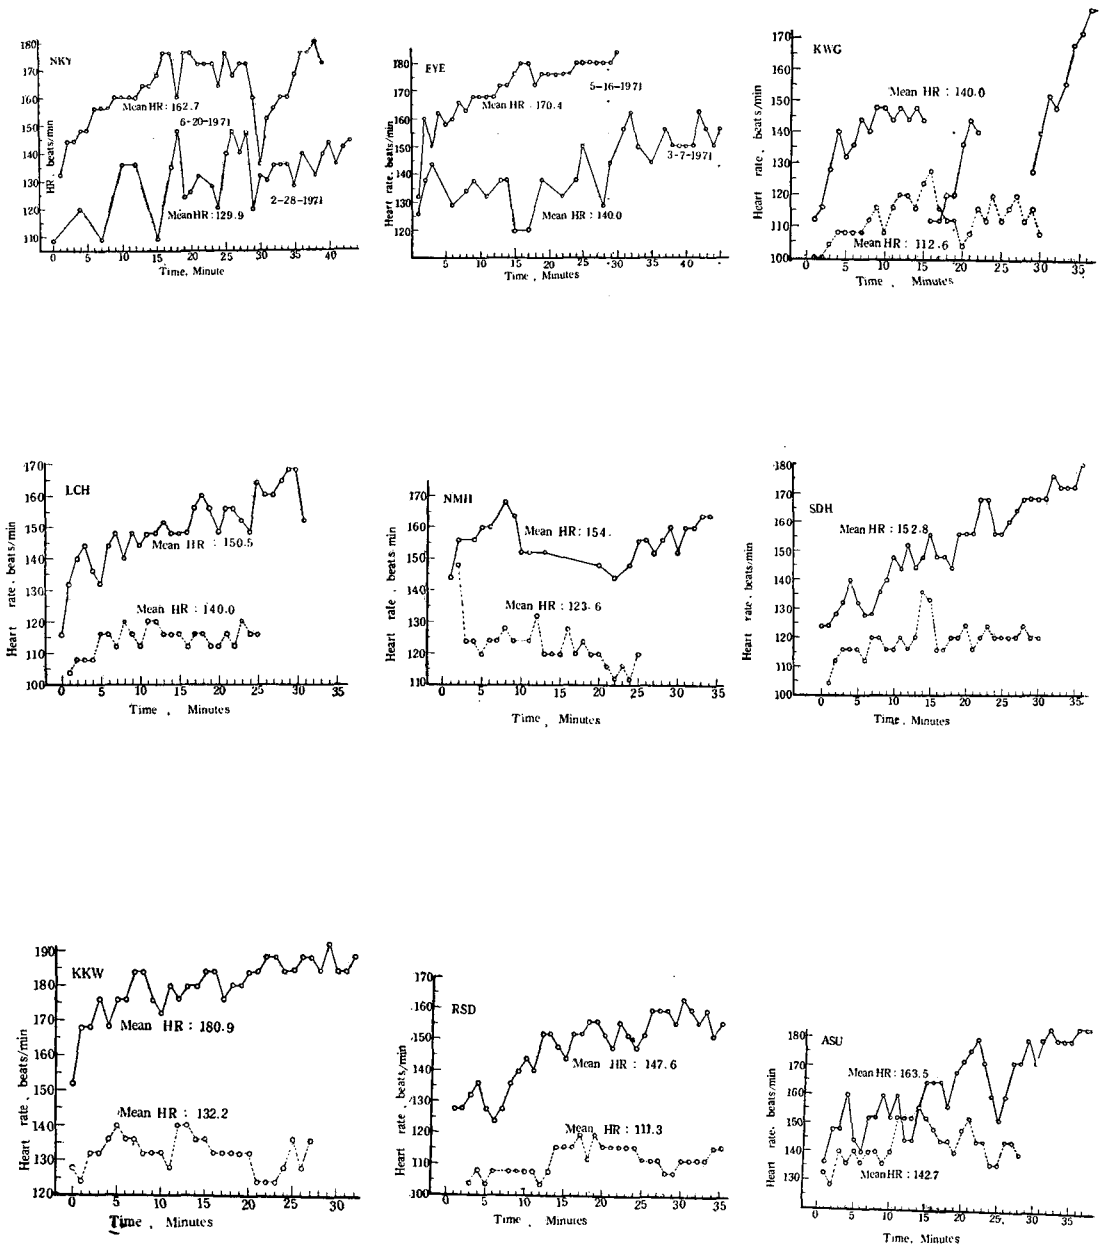 NKY
180
170
160
150
140
130
120
110
HR, beats/min
Mean HR: 162.7
6-20-1971
Mean HR: 129.9
2-28-1971
0 5 10 15 20 25 30 35 40
Time, Minute
EYE
180
170
160
150
140
130
120
Heart rate, beats/min
5-16-1971
Mean HR: 170.4
3-7-1971
Mean HR: 140.0
5 10 15 20 25 30 35 40 45
Time, Minutes
KWG
170
160
150
140
130
120
110
100
Heart rate, beats/min
Mean HR: 140.0
Mean HR: 112.6
0 5 10 15 20 25 30 35
Time, Minutes
LCH
170
160
150
140
130
120
110
100
Heart rate, beats/min
Mean HR: 150.5
Mean HR: 140.0
0 5 10 15 20 25 30 35
Time, Minutes
NMH
170
160
150
140
130
120
110
Heart rate, beats/min
Mean HR: 154.
Mean HR: 123.6
0 5 10 15 20 25 30 35
Time, Minutes
SDH
180
170
160
150
140
130
120
110
100
Heart rate, beats/min
Mean HR: 152.8
0 5 10 15 20 25 30 35
Time, Minutes
KKW
190
180
170
160
150
140
130
120
Heart rate, beats/min
Mean HR: 180.9
Mean HR: 132.2
0 5 10 15 20 25 30
Time, Minutes
RSD
170
160
150
140
130
120
110
100
Heart rate, beats/min
Mean HR: 147.6
Mean HR: 111.3
0 5 10 15 20 25 30 35
Time, Minutes
ASU
180
170
160
150
140
130
Heart rate, beats/min
Mean HR: 163.5
Mean HR: 142.7
0 5 10 15 20 25 30 35
Time, Minutes